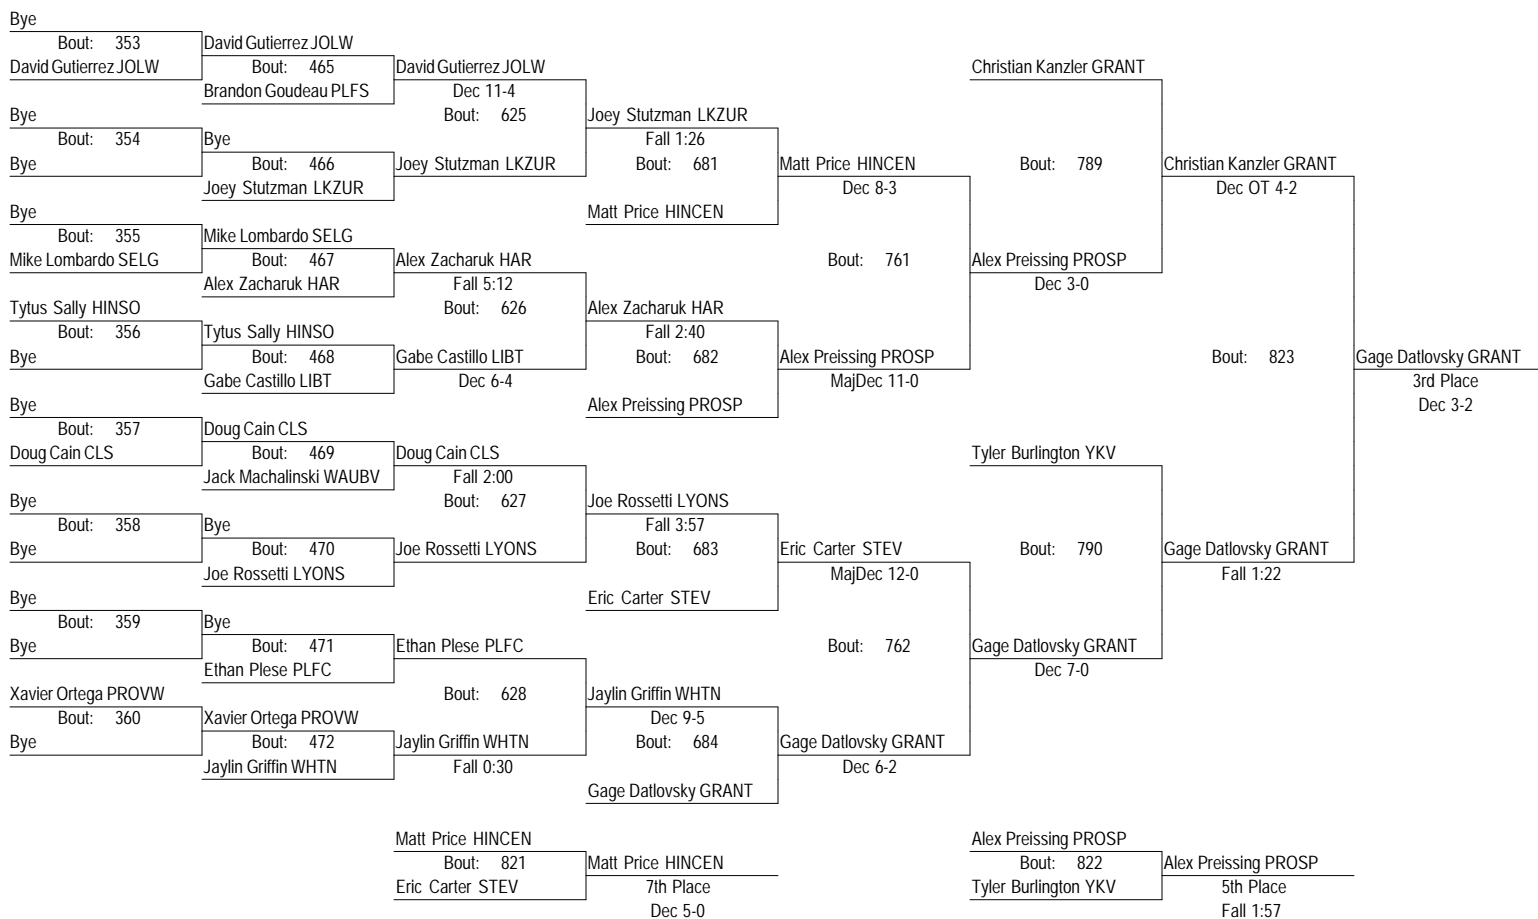 Bye
Bout: 353 David Gutierrez JOLW
David Gutierrez JOLW Bout: 465 David Gutierrez JOLW Christian Kanzler GRANT
Brandon Goudeau PLFS Dec 11-4
Bye Bout: 625 Joey Stutzman LKZUR
Bout: 354 Bye Fall 1:26
Bye Bout: 466 Joey Stutzman LKZUR Bout: 681 Matt Price HINCEN Bout: 789 Christian Kanzler GRANT
Joey Stutzman LKZUR Dec 8-3 Dec OT 4-2
Bye Matt Price HINCEN
Bout: 355 Mike Lombardo SELG
Mike Lombardo SELG Bout: 467 Alex Zacharuk HAR Bout: 761 Alex Preissing PROSP
Alex Zacharuk HAR Fall 5:12 Dec 3-0
Tytus Sally HINSO Bout: 626 Alex Zacharuk HAR
Bout: 356 Tytus Sally HINSO Fall 2:40
Bye Bout: 468 Gabe Castillo LIBT Bout: 682 Alex Preissing PROSP Bout: 823 Gage Datlovsky GRANT
Gabe Castillo LIBT Dec 6-4 MajDec 11-0 3rd Place
Bye Alex Preissing PROSP Dec 3-2
Bout: 357 Doug Cain CLS
Doug Cain CLS Bout: 469 Doug Cain CLS Tyler Burlington YKV
Jack Machalinski WAUBV Fall 2:00
Bye Bout: 627 Joe Rossetti LYONS
Bout: 358 Bye Fall 3:57
Bye Bout: 470 Joe Rossetti LYONS Bout: 683 Eric Carter STEV Bout: 790 Gage Datlovsky GRANT
Joe Rossetti LYONS MajDec 12-0 Fall 1:22
Bye Eric Carter STEV
Bout: 359 Bye
Bye Bout: 471 Ethan Plese PLFC Bout: 762 Gage Datlovsky GRANT
Ethan Plese PLFC Dec 7-0
Xavier Ortega PROVW Bout: 628 Jaylin Griffin WHTN
Bout: 360 Xavier Ortega PROVW Dec 9-5
Bye Bout: 472 Jaylin Griffin WHTN Bout: 684 Gage Datlovsky GRANT
Jaylin Griffin WHTN Fall 0:30 Dec 6-2
Gage Datlovsky GRANT
Matt Price HINCEN Alex Preissing PROSP
Bout: 821 Matt Price HINCEN Bout: 822 Alex Preissing PROSP
Eric Carter STEV 7th Place Tyler Burlington YKV 5th Place
Dec 5-0 Fall 1:57